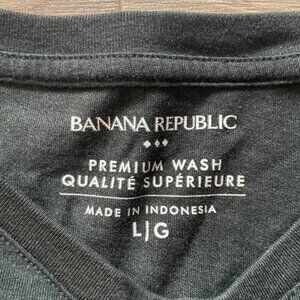 BANANA REPUBLIC
PREMIUM WASH
QUALITÉ SUPÉRIEURE
MADE IN INDONESIA
L|G